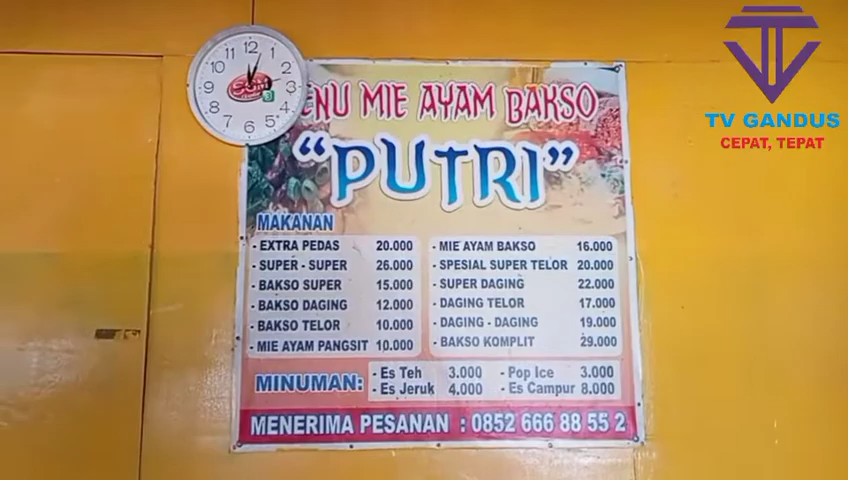 TV GANDUS
CEPAT, TEPAT
12 1 2 3 4 5 6 7 8 9 10 11
SGM
3
ENU MIE AYAM BAKSO
"PUTRI"
MAKANAN
- EXTRA PEDAS 20.000
- SUPER - SUPER 26.000
- BAKSO SUPER 15.000
- BAKSO DAGING 12.000
- BAKSO TELOR 10.000
- MIE AYAM PANGSIT 10.000
- MIE AYAM BAKSO 16.000
- SPESIAL SUPER TELOR 20.000
- SUPER DAGING 22.000
- DAGING TELOR 17.000
- DAGING - DAGING 19.000
- BAKSO KOMPLIT 29.000
MINUMAN:
- Es Teh 3.000
- Es Jeruk 4.000
- Pop Ice 3.000
- Es Campur 8.000
MENERIMA PESANAN : 0852 666 88 55 2